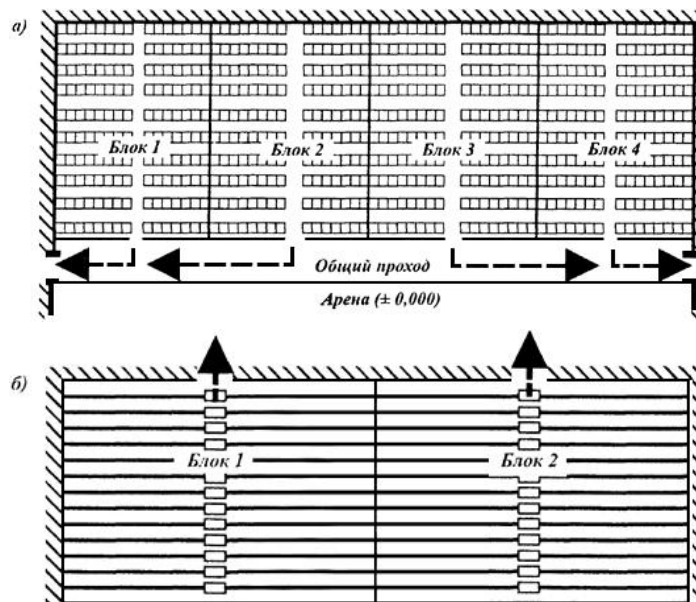 а)
Блок 1
Блок 2
Блок 3
Блок 4
Общий проход
Арена (± 0,000)
б)
Блок 1
Блок 2